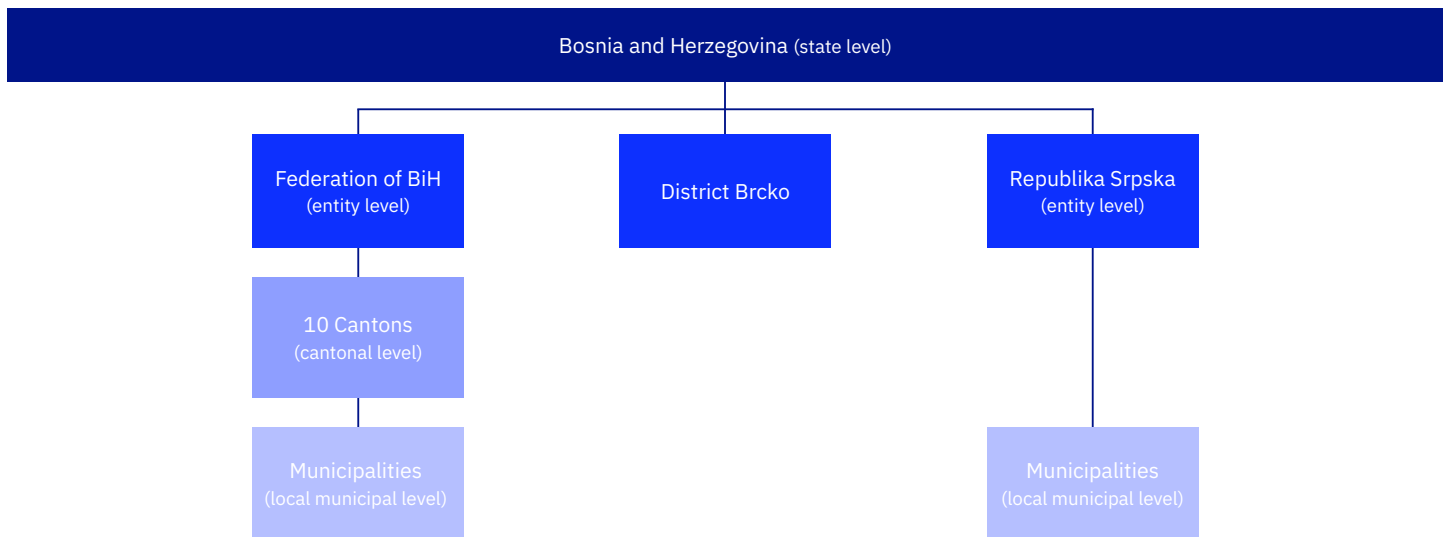 Bosnia and Herzegovina (state level)
Federation of BiH
(entity level)
District Brcko
Republika Srpska
(entity level)
10 Cantons
(cantonal level)
Municipalities
(local municipal level)
Municipalities
(local municipal level)